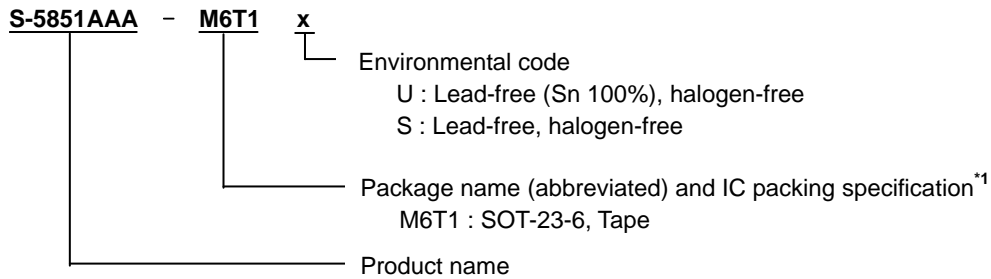 S-5851AAA - M6T1 x
Environmental code
U : Lead-free (Sn 100%), halogen-free
S : Lead-free, halogen-free
Package name (abbreviated) and IC packing specification*1
M6T1 : SOT-23-6, Tape
Product name